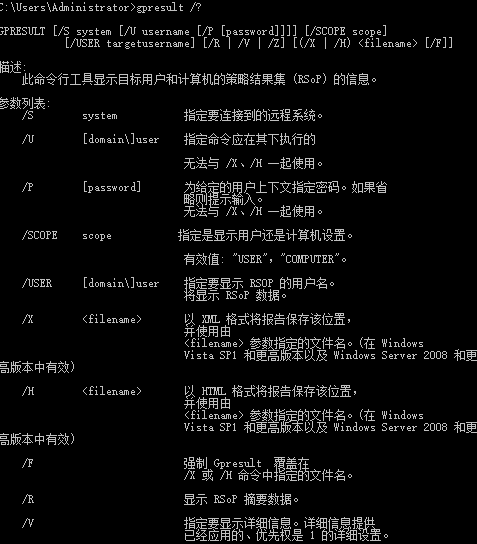 C:\Users\Administrator>gpresult /?
GPRESULT [/S system [/U username [/P [password]]]] [/SCOPE scope]
[/USER targetusername] [/R | /V | /Z] [(/X | /H) <filename> [/F]]
描述:
此命令行工具显示目标用户和计算机的策略结果集 (RSoP) 的信息。
参数列表:
/S system 指定要连接到的远程系统。
/U [domain\]user 指定命令应在其下执行的
无法与 /X、/H 一起使用。
/P [password] 为给定的用户上下文指定密码。如果省
略则提示输入。
无法与 /X、/H 一起使用。
/SCOPE scope 指定是显示用户还是计算机设置。
有效值: "USER"，"COMPUTER"。
/USER [domain\]user 指定要显示 RSOP 的用户名。
将显示 RSoP 数据。
/X <filename> 以 XML 格式将报告保存该位置，
并使用由
<filename> 参数指定的文件名。(在 Windows
Vista SP1 和更高版本以及 Windows Server 2008 和更
高版本中有效)
/H <filename> 以 HTML 格式将报告保存该位置，
并使用由
<filename> 参数指定的文件名。(在 Windows
Vista SP1 和更高版本以及 Windows Server 2008 和更
高版本中有效)
/F 强制 Gpresult 覆盖在
/X 或 /H 命令中指定的文件名。
/R 显示 RSoP 摘要数据。
/V 指定要显示详细信息。详细信息提供
已经应用的、优先权是 1 的详细设置。